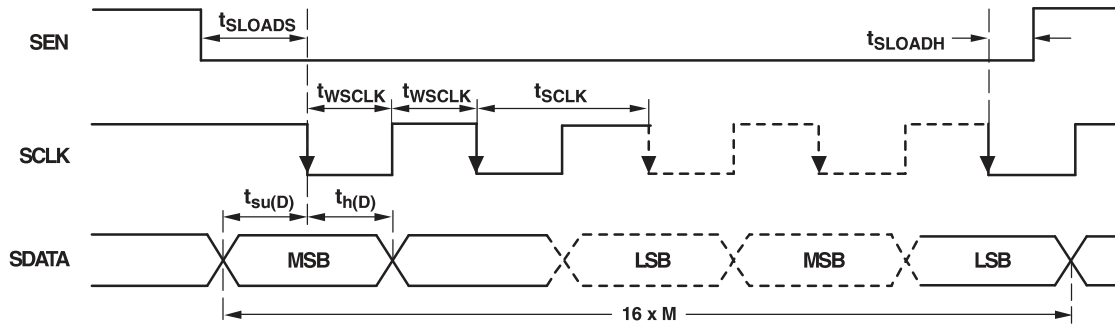 tSLOADS
SEN
tSLOADH
tWSCLK tWSCLK tSCLK
SCLK
tsu(D) th(D)
SDATA MSB LSB MSB LSB
16 x M